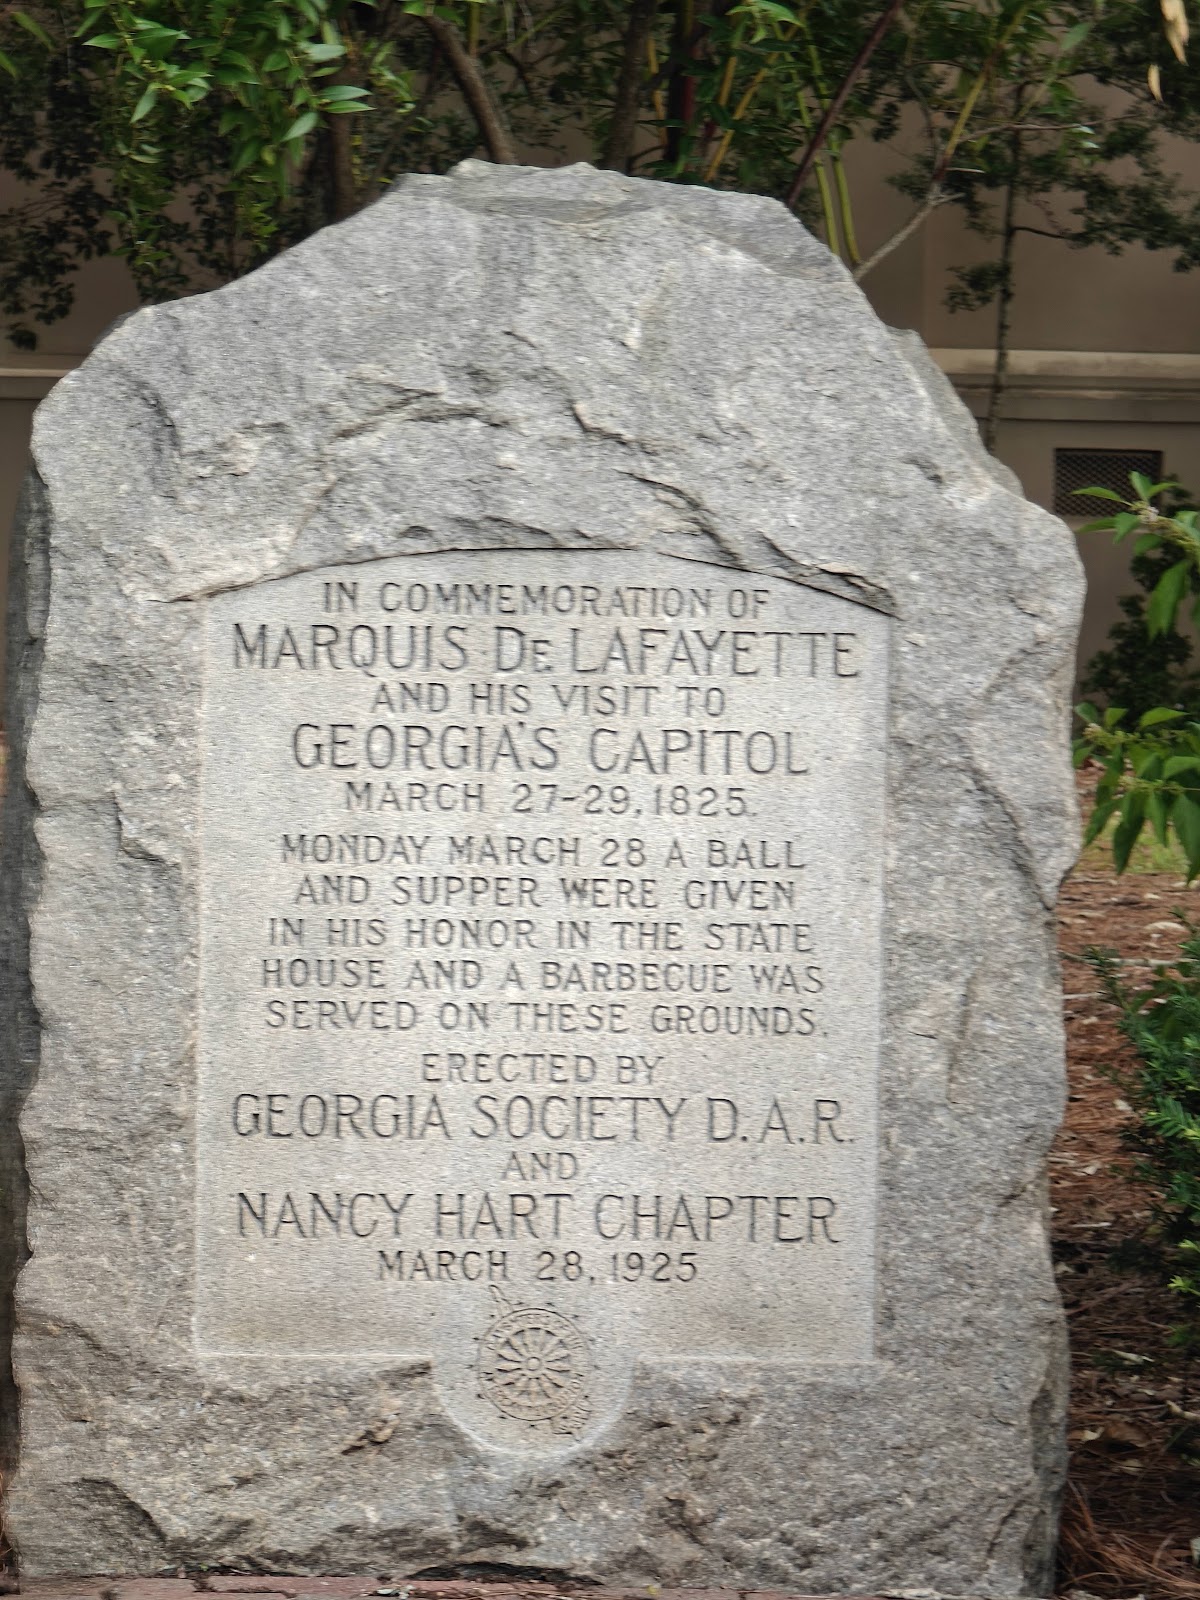 IN COMMEMORATION OF
MARQUIS DE LAFAYETTE
AND HIS VISIT TO
GEORGIA'S CAPITOL
MARCH 27-29, 1825.
MONDAY MARCH 28 A BALL
AND SUPPER WERE GIVEN
IN HIS HONOR IN THE STATE
HOUSE AND A BARBECUE WAS
SERVED ON THESE GROUNDS.
ERECTED BY
GEORGIA SOCIETY D.A.R.
AND
NANCY HART CHAPTER
MARCH 28, 1925